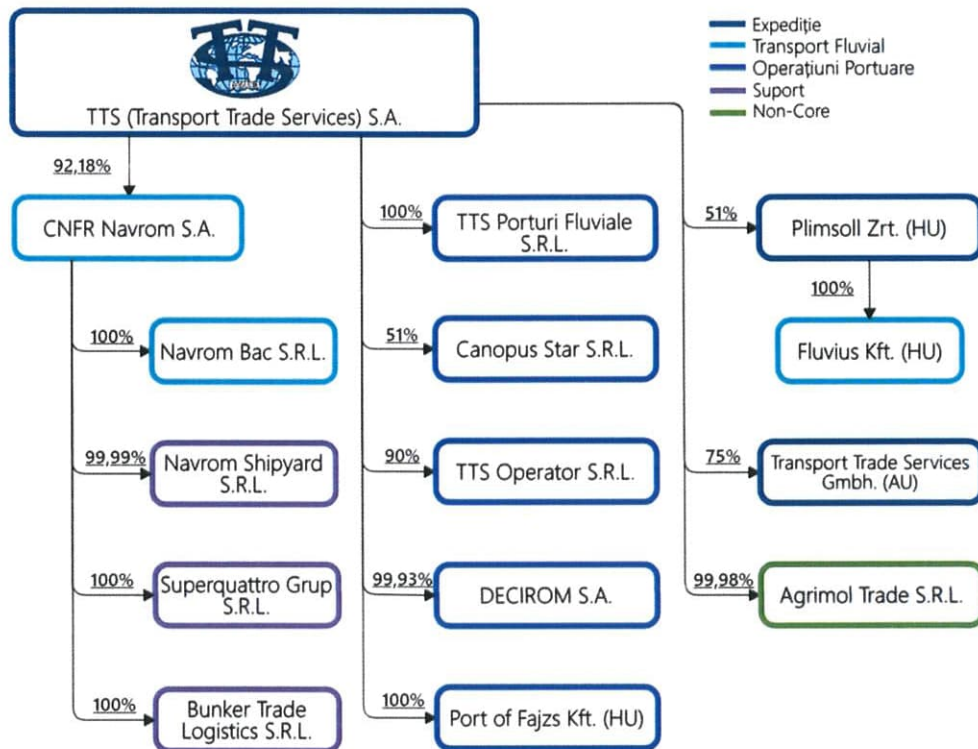 TTS
TTS (Transport Trade Services) S.A.
Expediție
Transport Fluvial
Operațiuni Portuare
Suport
Non-Core
92,18%
CNFR Navrom S.A.
100%
Navrom Bac S.R.L.
99,99%
Navrom Shipyard
S.R.L.
100%
Superquattro Grup
S.R.L.
100%
Bunker Trade
Logistics S.R.L.
100%
TTS Porturi Fluviale
S.R.L.
51%
Canopus Star S.R.L.
90%
TTS Operator S.R.L.
99,93%
DECIROM S.A.
100%
Port of Fajzs Kft. (HU)
51%
Plimsoll Zrt. (HU)
100%
Fluvius Kft. (HU)
75%
Transport Trade Services
Gmbh. (AU)
99,98%
Agrimol Trade S.R.L.